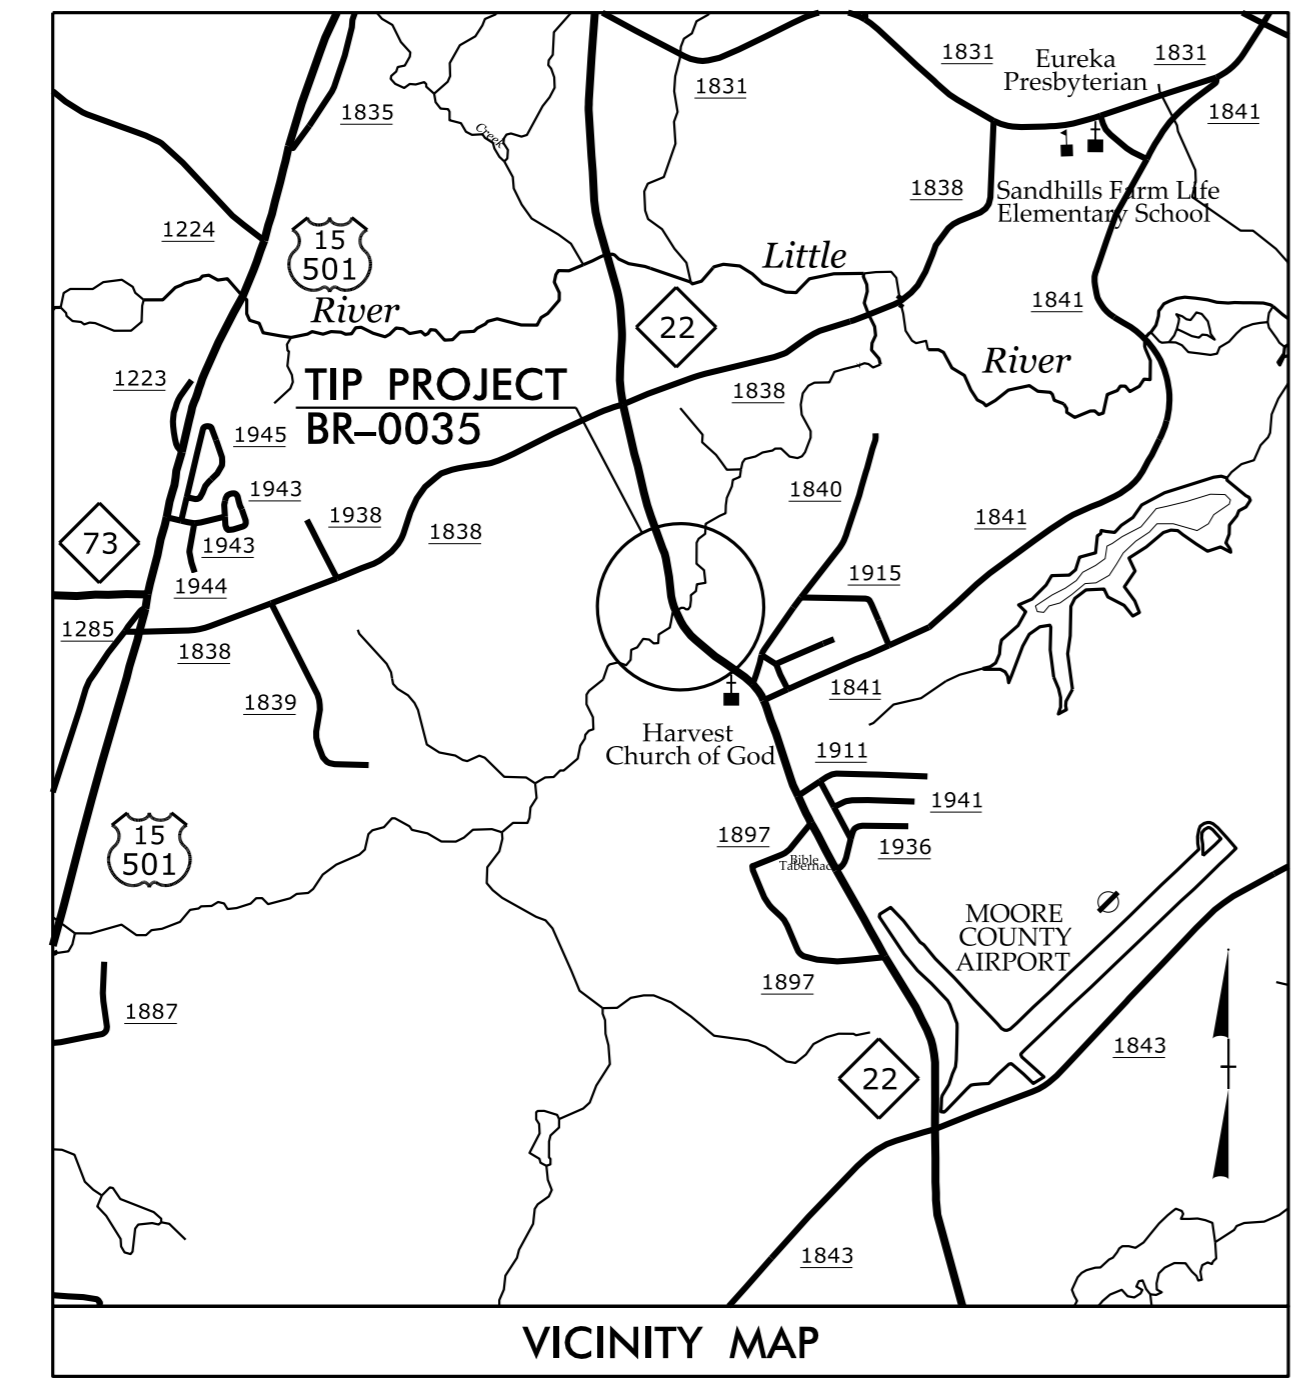 1831
Eureka
Presbyterian
1831
1831
1835
1841
Creek
1838
Sandhills Farm Life
Elementary School
1224
15
501
Little
River
1841
22
River
1223
TIP PROJECT
BR–0035
1838
1945
1943
1840
1938
1841
1838
73
1943
1915
1944
1285
1838
1841
1839
Harvest
Church of God
1911
1941
15
501
1897
1936
Bible
MOORE
COUNTY
AIRPORT
1897
1887
1843
22
1843
VICINITY MAP